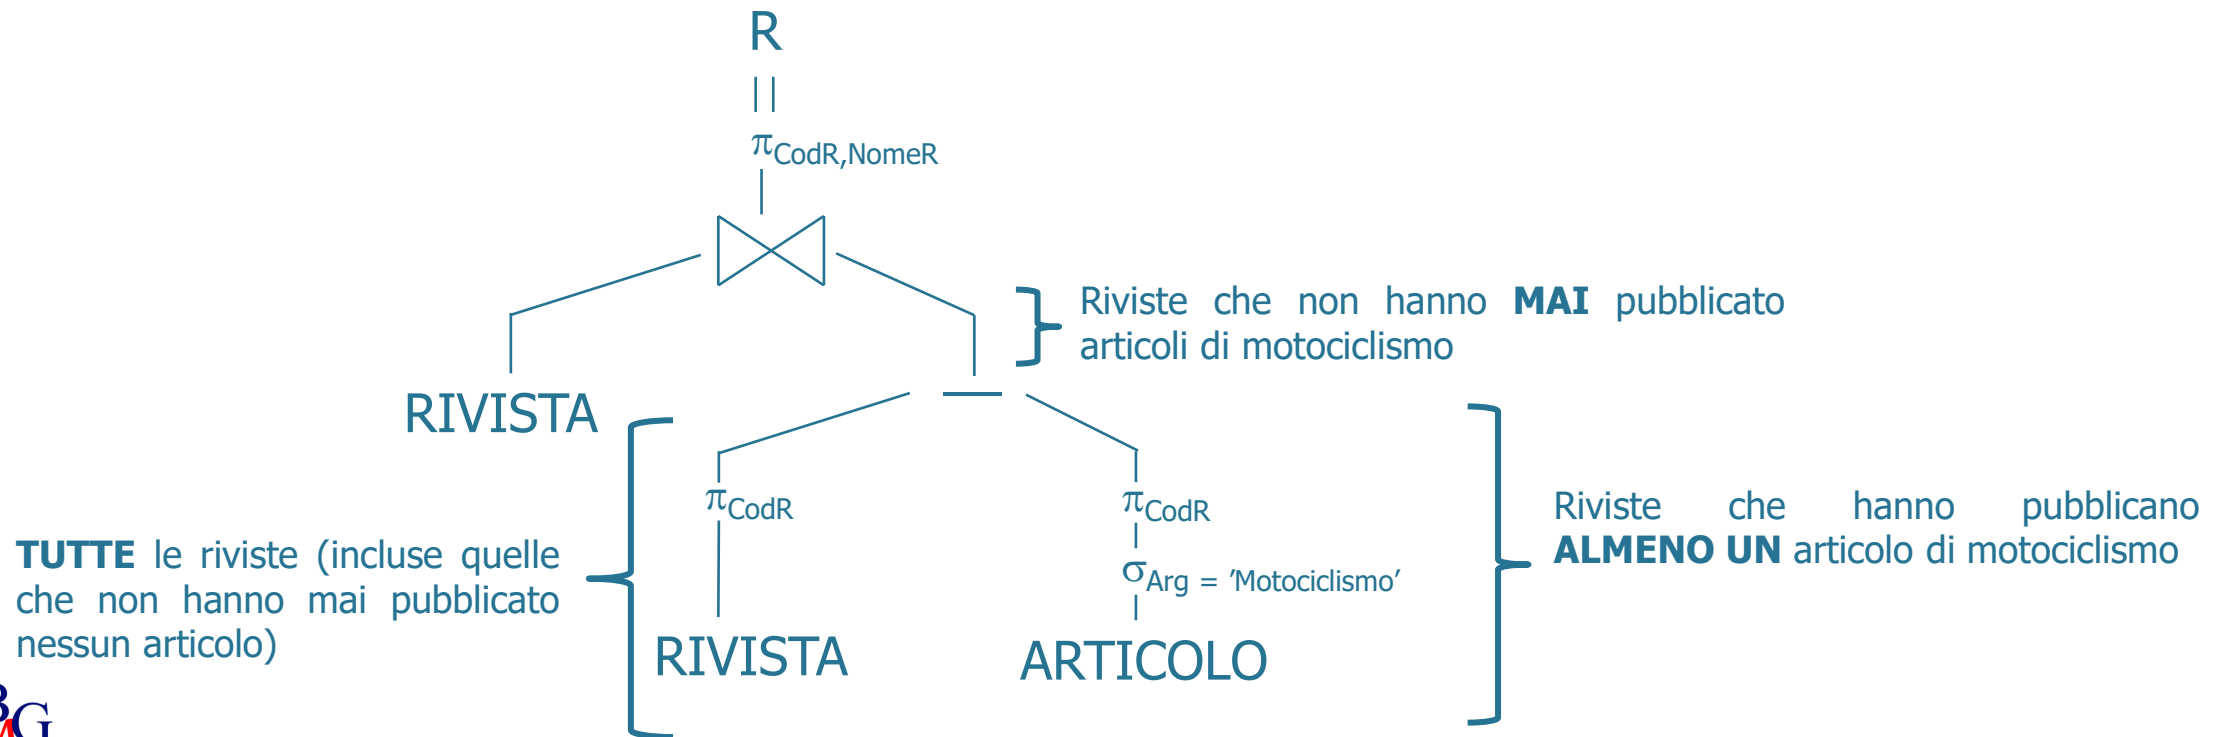 R
||
πCodR,NomeR
Riviste che non hanno MAI pubblicato
articoli di motociclismo
RIVISTA
—
πCodR
πCodR
σArg = ’Motociclismo’
RIVISTA
ARTICOLO
TUTTE le riviste (incluse quelle
che non hanno mai pubblicato
nessun articolo)
Riviste che hanno pubblicano
ALMENO UN articolo di motociclismo
G